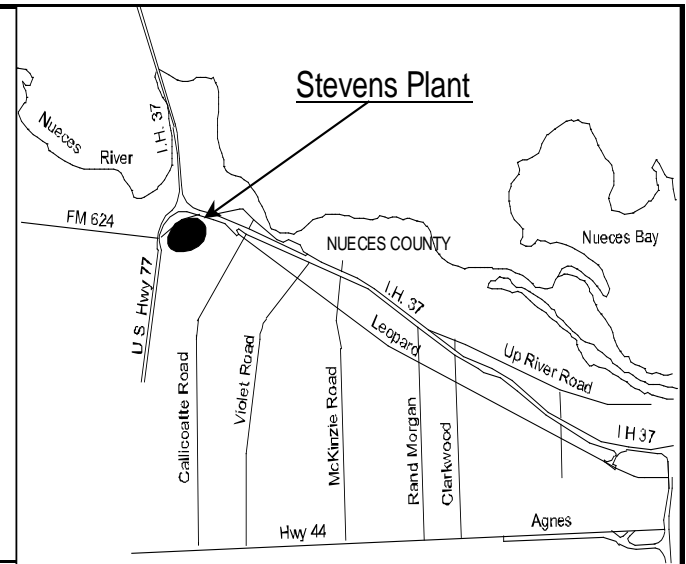 Stevens Plant
I.H. 37
Nueces
River
FM 624
NUECES COUNTY
Nueces Bay
U S Hwy 77
I.H. 37
Leopard
Up River Road
Callicoatte Road
Violet Road
McKinzie Road
Rand Morgan
Clarkwood
I H 37
Hwy 44
Agnes